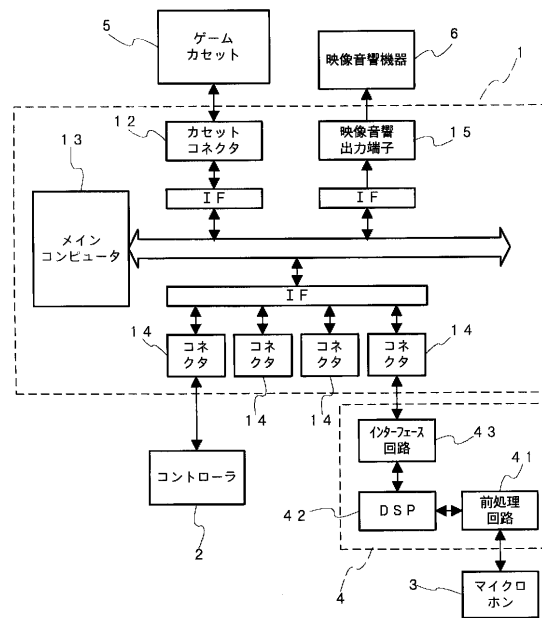 5
ゲーム
カセット
6
映像音響機器
1
12
カセット
コネクタ
映像音響
出力端子
15
13
IF
IF
メイン
コンピュータ
IF
14
コネ
クタ
コネ
クタ
コネ
クタ
コネ
クタ
14
14
14
インターフェース
回路
43
41
コントローラ
2
42
DSP
前処理
回路
4
3
マイクロ
ホン